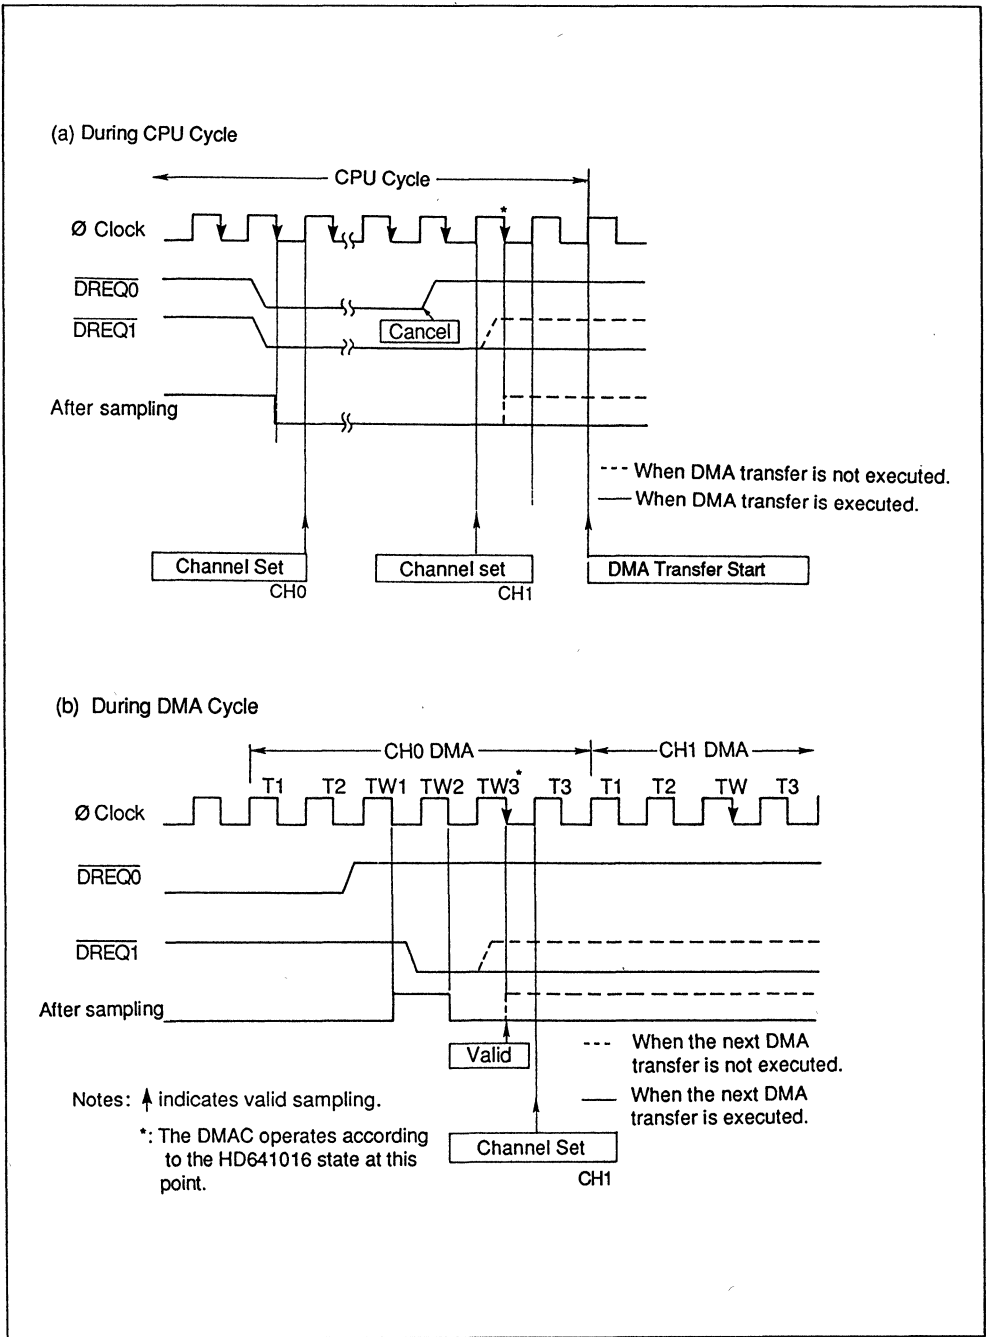 (a) During CPU Cycle
CPU Cycle
*
Ø Clock
DREQ0
Cancel
DREQ1
After sampling
--- When DMA transfer is not executed.
— When DMA transfer is executed.
Channel Set
CH0
Channel set
CH1
DMA Transfer Start
(b) During DMA Cycle
CH0 DMA
CH1 DMA
T1 T2 TW1 TW2 TW3* T3 T1 T2 TW T3
Ø Clock
DREQ0
DREQ1
After sampling
Valid
--- When the next DMA
transfer is not executed.
— When the next DMA
transfer is executed.
Notes: ↑ indicates valid sampling.
*: The DMAC operates according
to the HD641016 state at this
point.
Channel Set
CH1